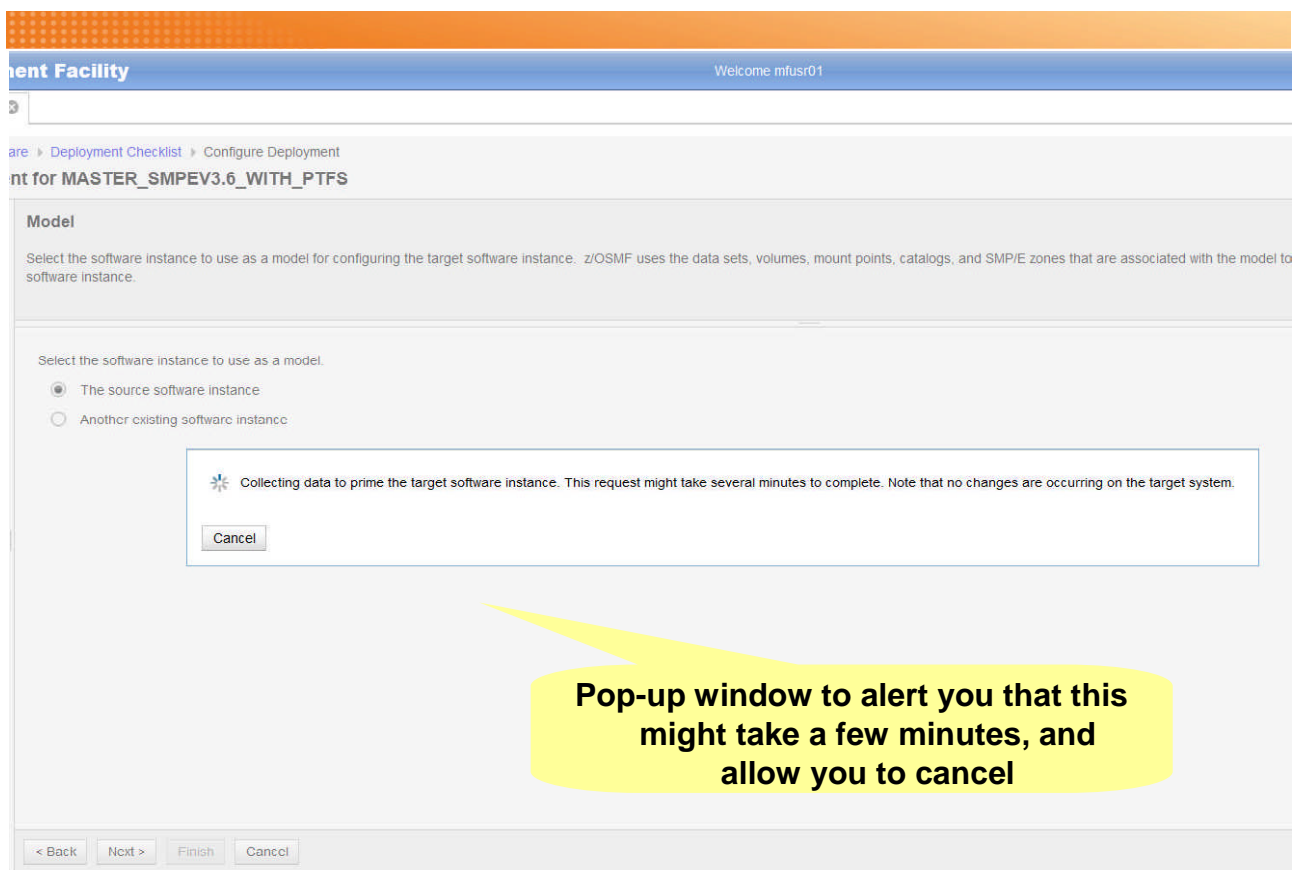 ent Facility
Welcome mfusr01
are ▸ Deployment Checklist ▸ Configure Deployment
nt for MASTER_SMPEV3.6_WITH_PTFS
Model
Select the software instance to use as a model for configuring the target software instance. z/OSMF uses the data sets, volumes, mount points, catalogs, and SMP/E zones that are associated with the model to
software instance.
Select the software instance to use as a model.
The source software instance
Another existing software instance
Collecting data to prime the target software instance. This request might take several minutes to complete. Note that no changes are occurring on the target system.
Cancel
Pop-up window to alert you that this
might take a few minutes, and
allow you to cancel
< Back Next > Finish Cancel